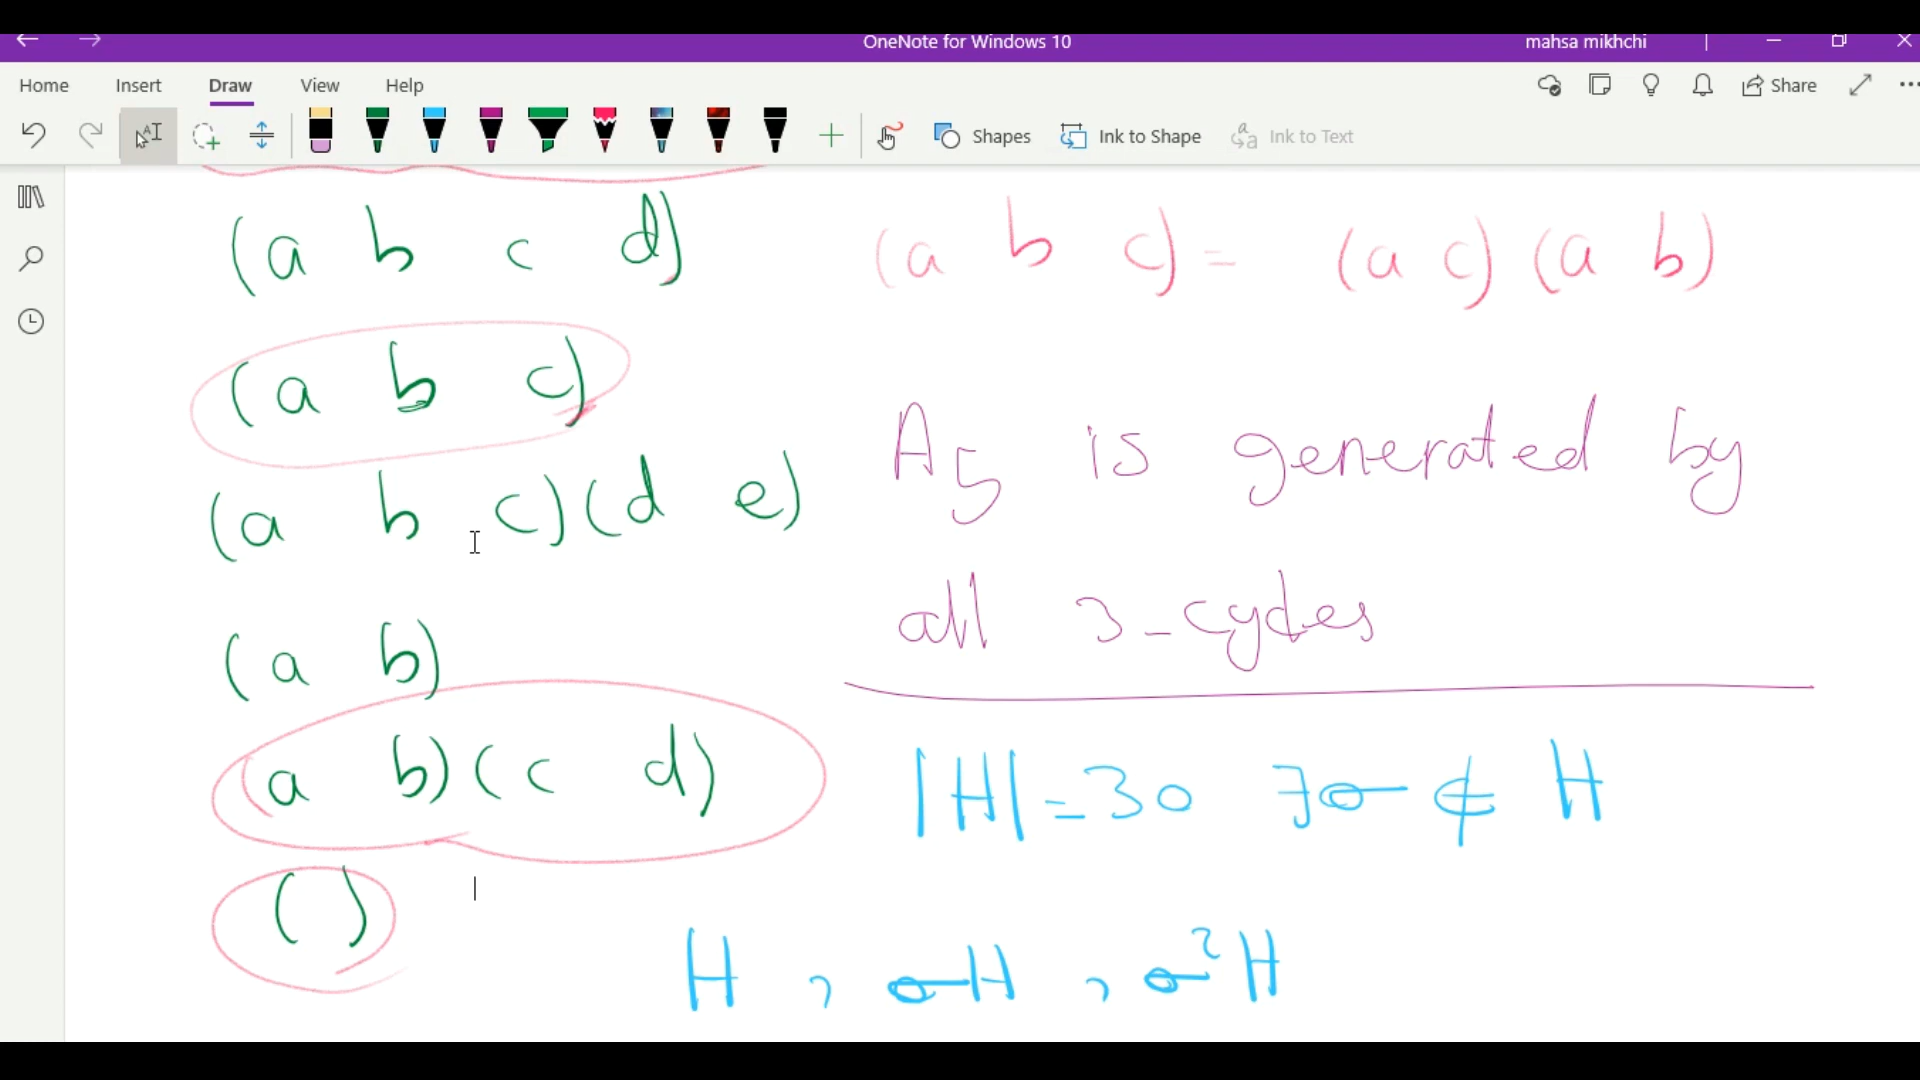 OneNote for Windows 10
mahsa mikhchi
Home Insert Draw View Help
Share
Shapes Ink to Shape Ink to Text
(a b c d)
(a b c) = (a c) (a b)
(a b c)
A5 is generated by
(a b c)(d e)
all 3-cycles
(a b)
(a b)(c d)
|H| = 30 ∃σ ∉ H
( )
H , σH , σ²H